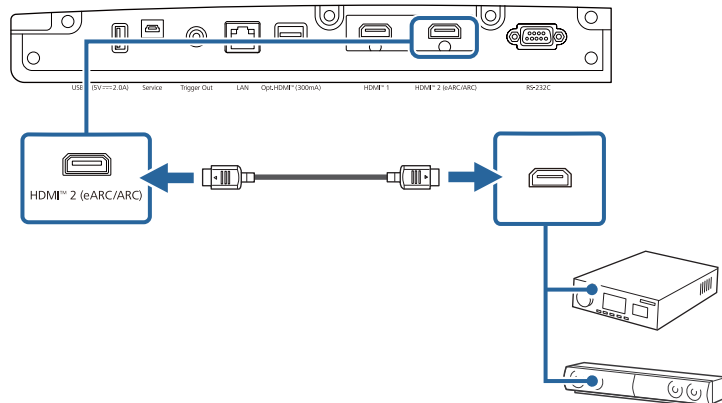 USB (5V⎓2.0A) Service Trigger Out LAN Opt.HDMI™(300mA) HDMI™ 1 HDMI™ 2 (eARC/ARC) RS-232C
HDMI™ 2 (eARC/ARC)